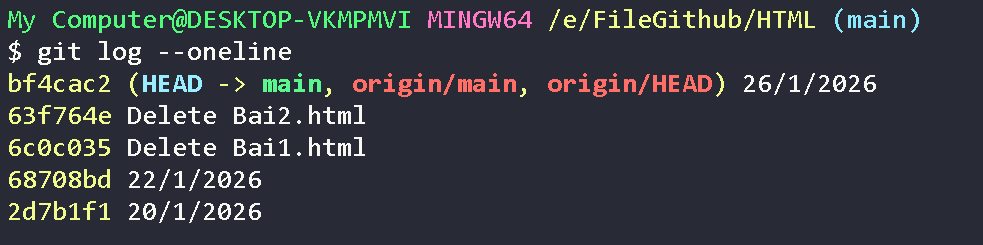 My Computer@DESKTOP-VKMPMVI MINGW64 /e/FileGithub/HTML (main)
$ git log --oneline
bf4cac2 (HEAD -> main, origin/main, origin/HEAD) 26/1/2026
63f764e Delete Bai2.html
6c0c035 Delete Bai1.html
68708bd 22/1/2026
2d7b1f1 20/1/2026